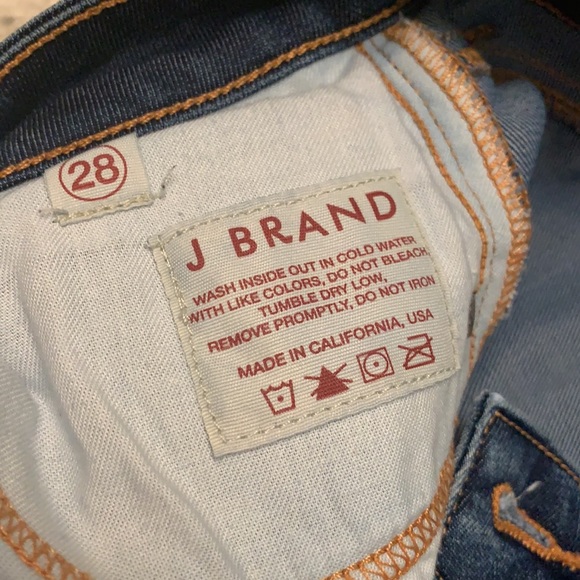 28
J BRAND
WASH INSIDE OUT IN COLD WATER
WITH LIKE COLORS, DO NOT BLEACH,
TUMBLE DRY LOW,
REMOVE PROMPTLY, DO NOT IRON
MADE IN CALIFORNIA, USA